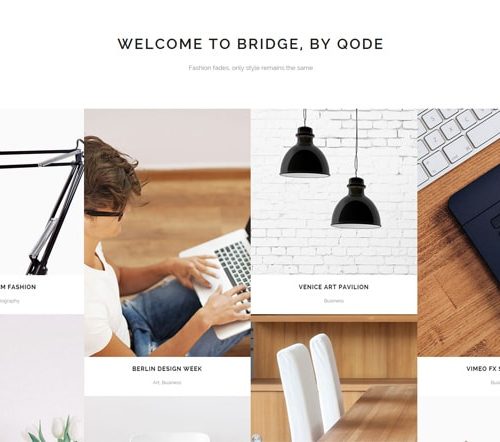 WELCOME TO BRIDGE, BY QODE
Fashion fades, only style remains the same
M FASHION
ography
VENICE ART PAVILION
Business
BERLIN DESIGN WEEK
Art, Business
VIMEO FX S
Busi